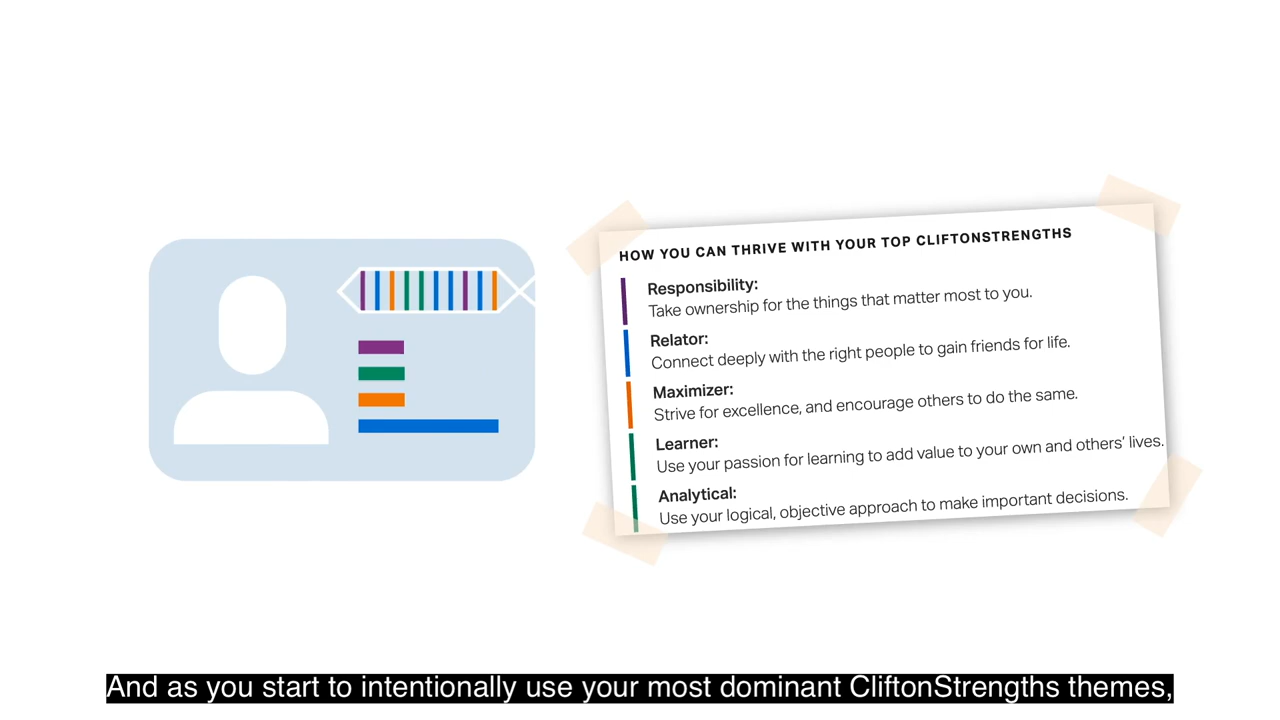 HOW YOU CAN THRIVE WITH YOUR TOP CLIFTONSTRENGTHS
Responsibility:
Take ownership for the things that matter most to you.
Relator:
Connect deeply with the right people to gain friends for life.
Maximizer:
Strive for excellence, and encourage others to do the same.
Learner:
Use your passion for learning to add value to your own and others’ lives.
Analytical:
Use your logical, objective approach to make important decisions.
And as you start to intentionally use your most dominant CliftonStrengths themes,